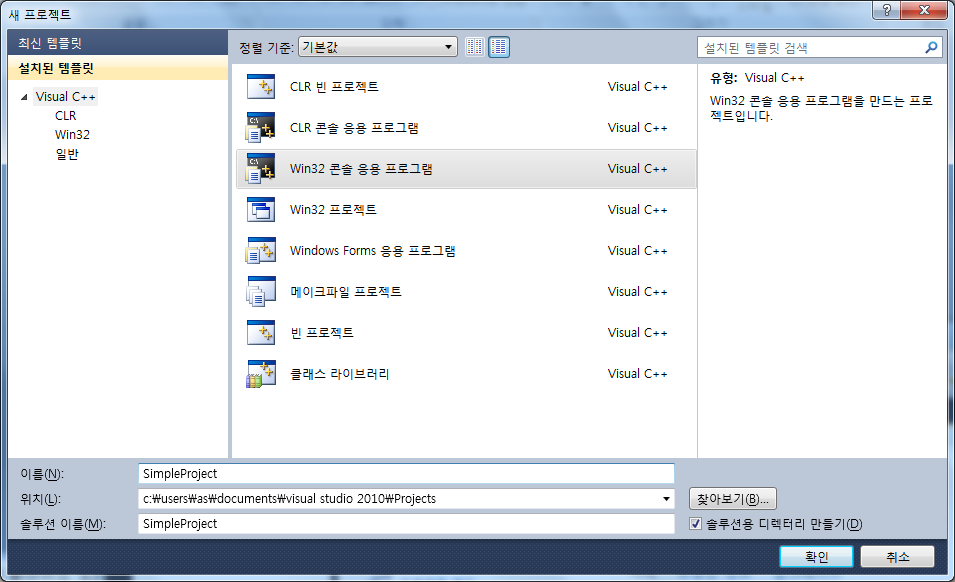 새 프로젝트
최신 템플릿
설치된 템플릿
Visual C++
CLR
Win32
일반
정렬 기준: 기본값
설치된 템플릿 검색
CLR 빈 프로젝트 Visual C++
CLR 콘솔 응용 프로그램 Visual C++
Win32 콘솔 응용 프로그램 Visual C++
Win32 프로젝트 Visual C++
Windows Forms 응용 프로그램 Visual C++
메이크파일 프로젝트 Visual C++
빈 프로젝트 Visual C++
클래스 라이브러리 Visual C++
유형: Visual C++
Win32 콘솔 응용 프로그램을 만드는 프로
젝트입니다.
이름(N): SimpleProject
위치(L): c:₩users₩as₩documents₩visual studio 2010₩Projects 찾아보기(B)...
솔루션 이름(M): SimpleProject 솔루션용 디렉터리 만들기(D)
확인 취소